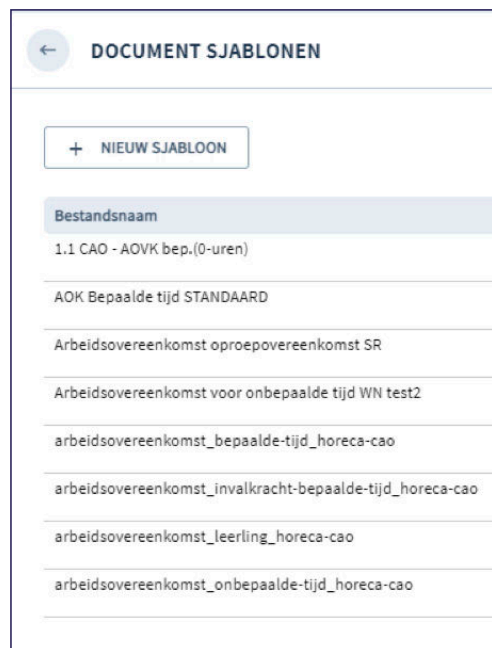 ← DOCUMENT SJABLONEN
+ NIEUW SJABLOON
Bestandsnaam
1.1 CAO - AOVK bep.(0-uren)
AOK Bepaalde tijd STANDAARD
Arbeidsovereenkomst oproepovereenkomst SR
Arbeidsovereenkomst voor onbepaalde tijd WN test2
arbeidsovereenkomst_bepaalde-tijd_horeca-cao
arbeidsovereenkomst_invalkracht-bepaalde-tijd_horeca-cao
arbeidsovereenkomst_leerling_horeca-cao
arbeidsovereenkomst_onbepaalde-tijd_horeca-cao